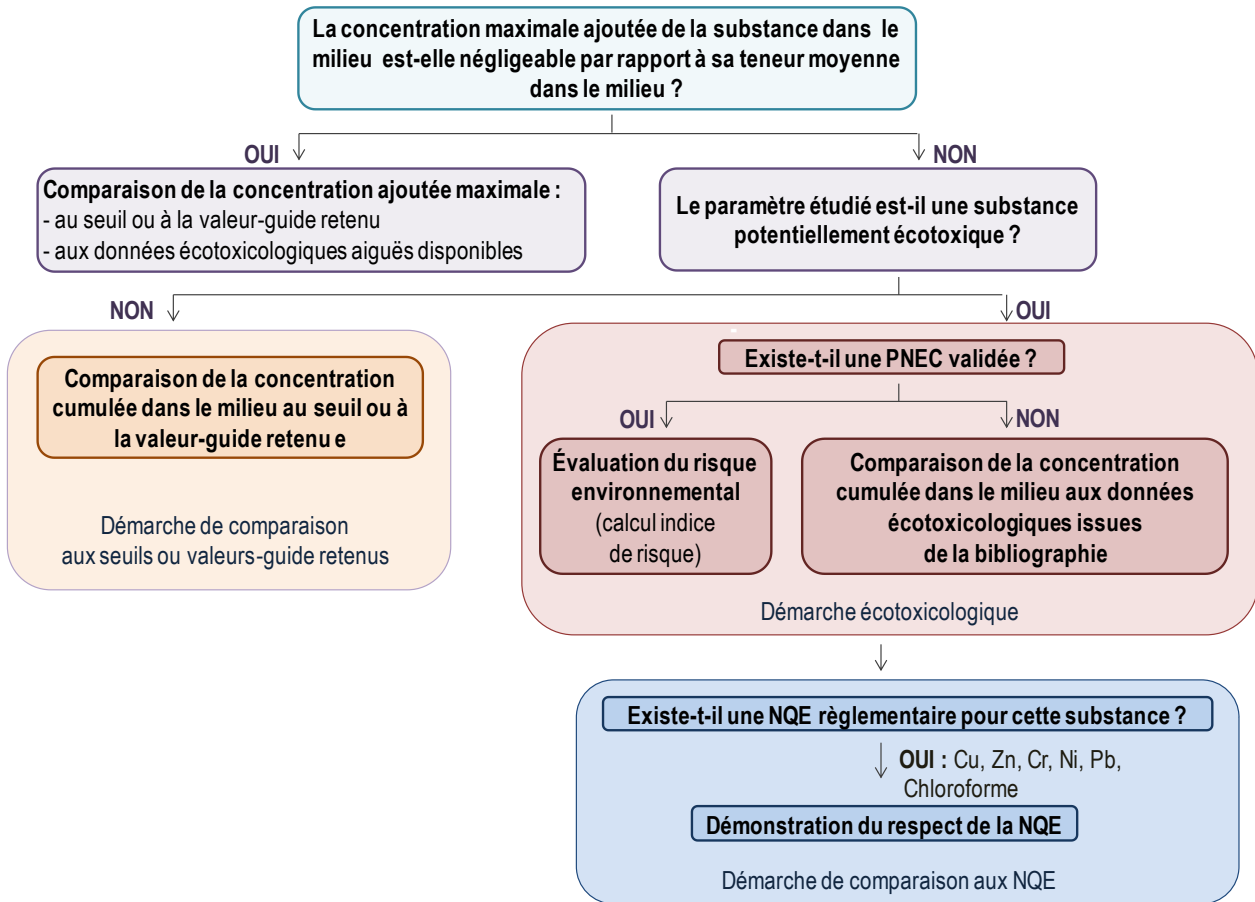 La concentration maximale ajoutée de la substance dans le
milieu est-elle négligeable par rapport à sa teneur moyenne
dans le milieu ?
OUI
NON
Comparaison de la concentration ajoutée maximale :
- au seuil ou à la valeur-guide retenu
- aux données écotoxicologiques aiguës disponibles
Le paramètre étudié est-il une substance
potentiellement écotoxique ?
NON
OUI
Comparaison de la concentration
cumulée dans le milieu au seuil ou à
la valeur-guide retenu e
Démarche de comparaison
aux seuils ou valeurs-guide retenus
Existe-t-il une PNEC validée ?
OUI
NON
Évaluation du risque
environnemental
(calcul indice
de risque)
Comparaison de la concentration
cumulée dans le milieu aux données
écotoxicologiques issues
de la bibliographie
Démarche écotoxicologique
Existe-t-il une NQE règlementaire pour cette substance ?
OUI : Cu, Zn, Cr, Ni, Pb,
Chloroforme
Démonstration du respect de la NQE
Démarche de comparaison aux NQE